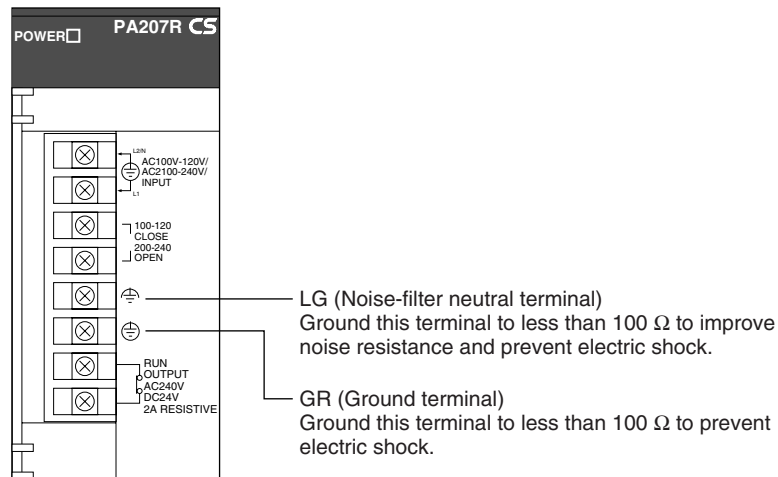 POWER
PA207R CS
L2/N
AC100V-120V/
AC2100-240V/
INPUT
L1
100-120
CLOSE
200-240
OPEN
LG (Noise-filter neutral terminal)
Ground this terminal to less than 100 Ω to improve
noise resistance and prevent electric shock.
RUN
OUTPUT
AC240V
DC24V
2A RESISTIVE
GR (Ground terminal)
Ground this terminal to less than 100 Ω to prevent
electric shock.